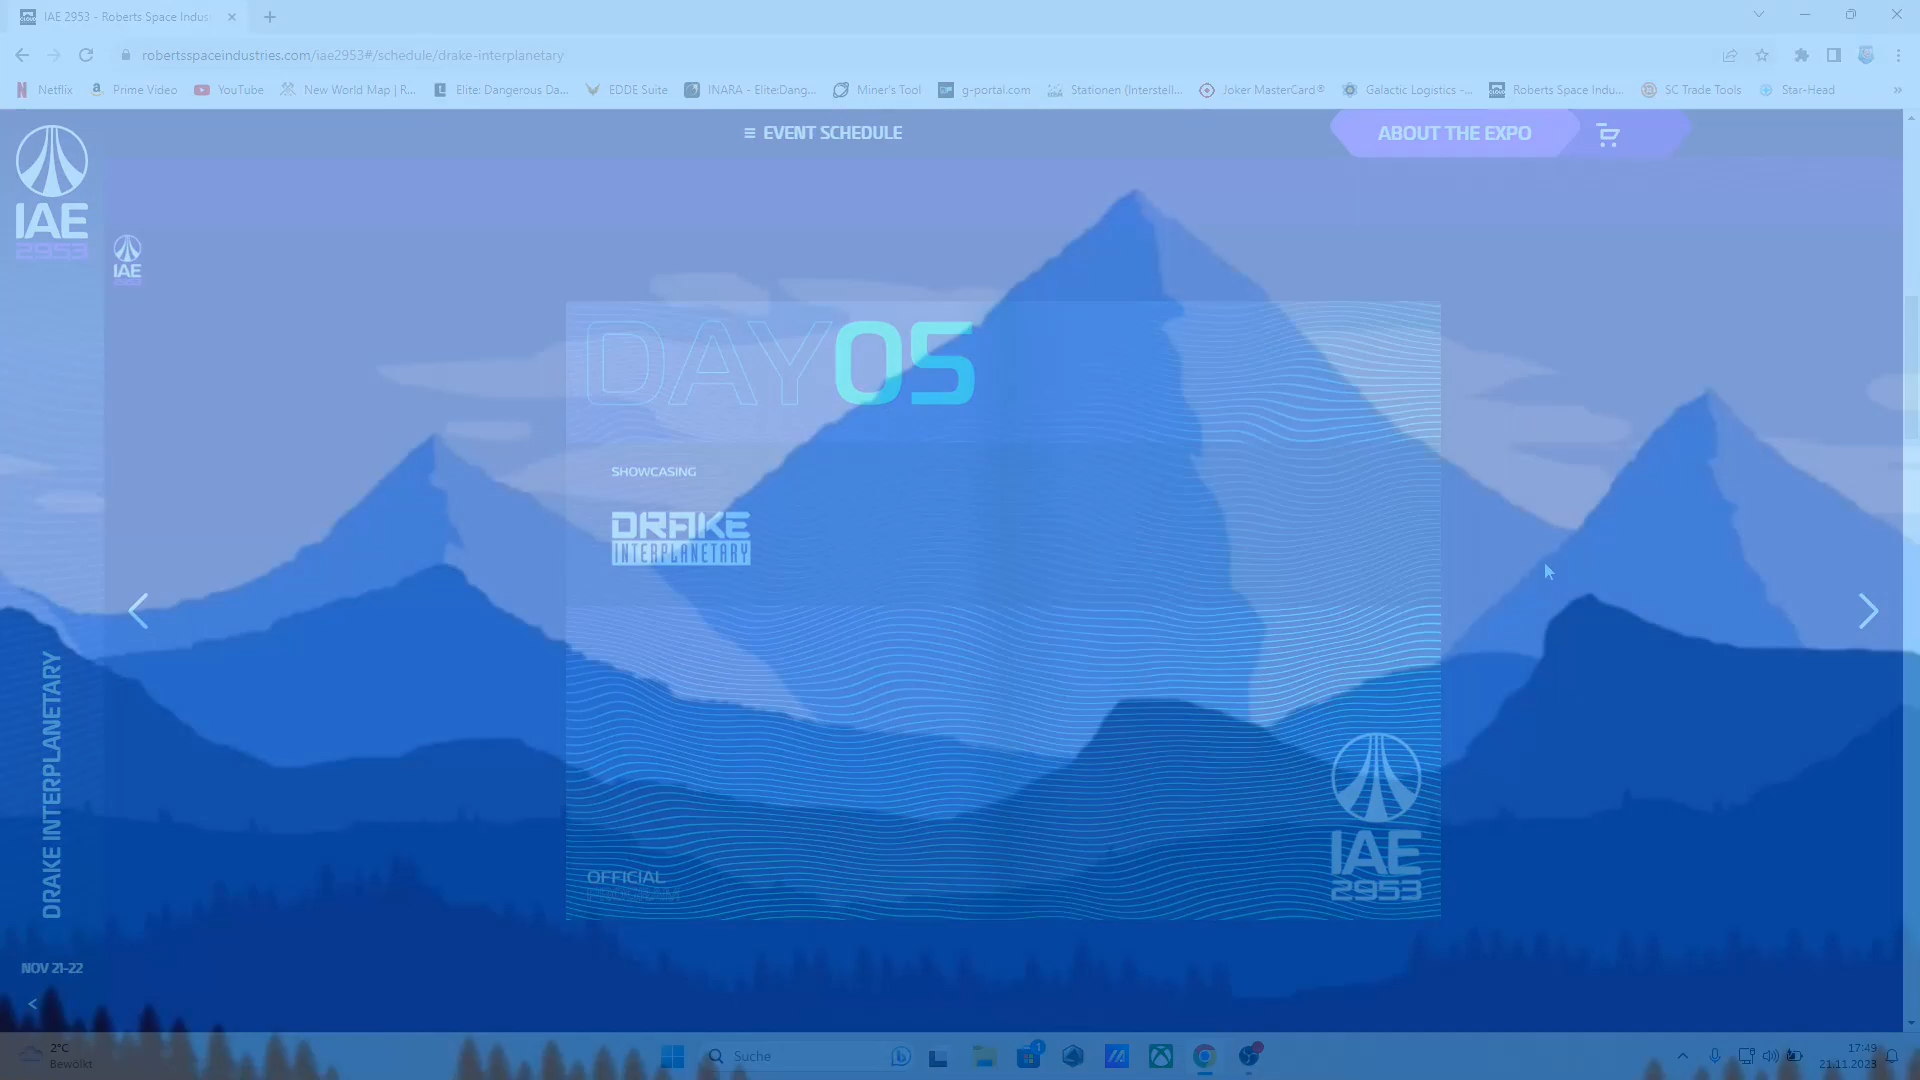 IAE 2953 - Roberts Space Indus
robertsspaceindustries.com/iae2953#/schedule/drake-interplanetary
Netflix
Prime Video
YouTube
New World Map | R...
Elite: Dangerous Da...
EDDE Suite
INARA - Elite:Dang...
Miner's Tool
g-portal.com
Stationen (Interstell...
Joker MasterCard®
Galactic Logistics -...
Roberts Space Indu...
SC Trade Tools
Star-Head
»
EVENT SCHEDULE
ABOUT THE EXPO
IAE
2953
IAE
2953
DAY05
SHOWCASING
DRAKE
INTERPLANETARY
DRAKE INTERPLANETARY
OFFICIAL
PROGRAM
IAE
2953
NOV 21-22
2°C
Bewölkt
Suche
1
17:49
21.11.2023